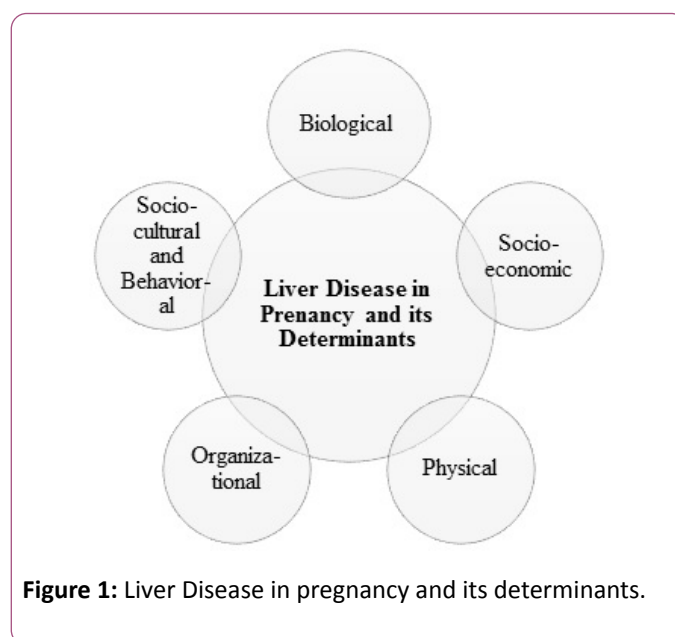 Biological
Socio-
cultural
and
Behavior-
al
Socio-
economic
Liver Disease in
Prenancy and its
Determinants
Organiza-
tional
Physical
Figure 1: Liver Disease in pregnancy and its determinants.